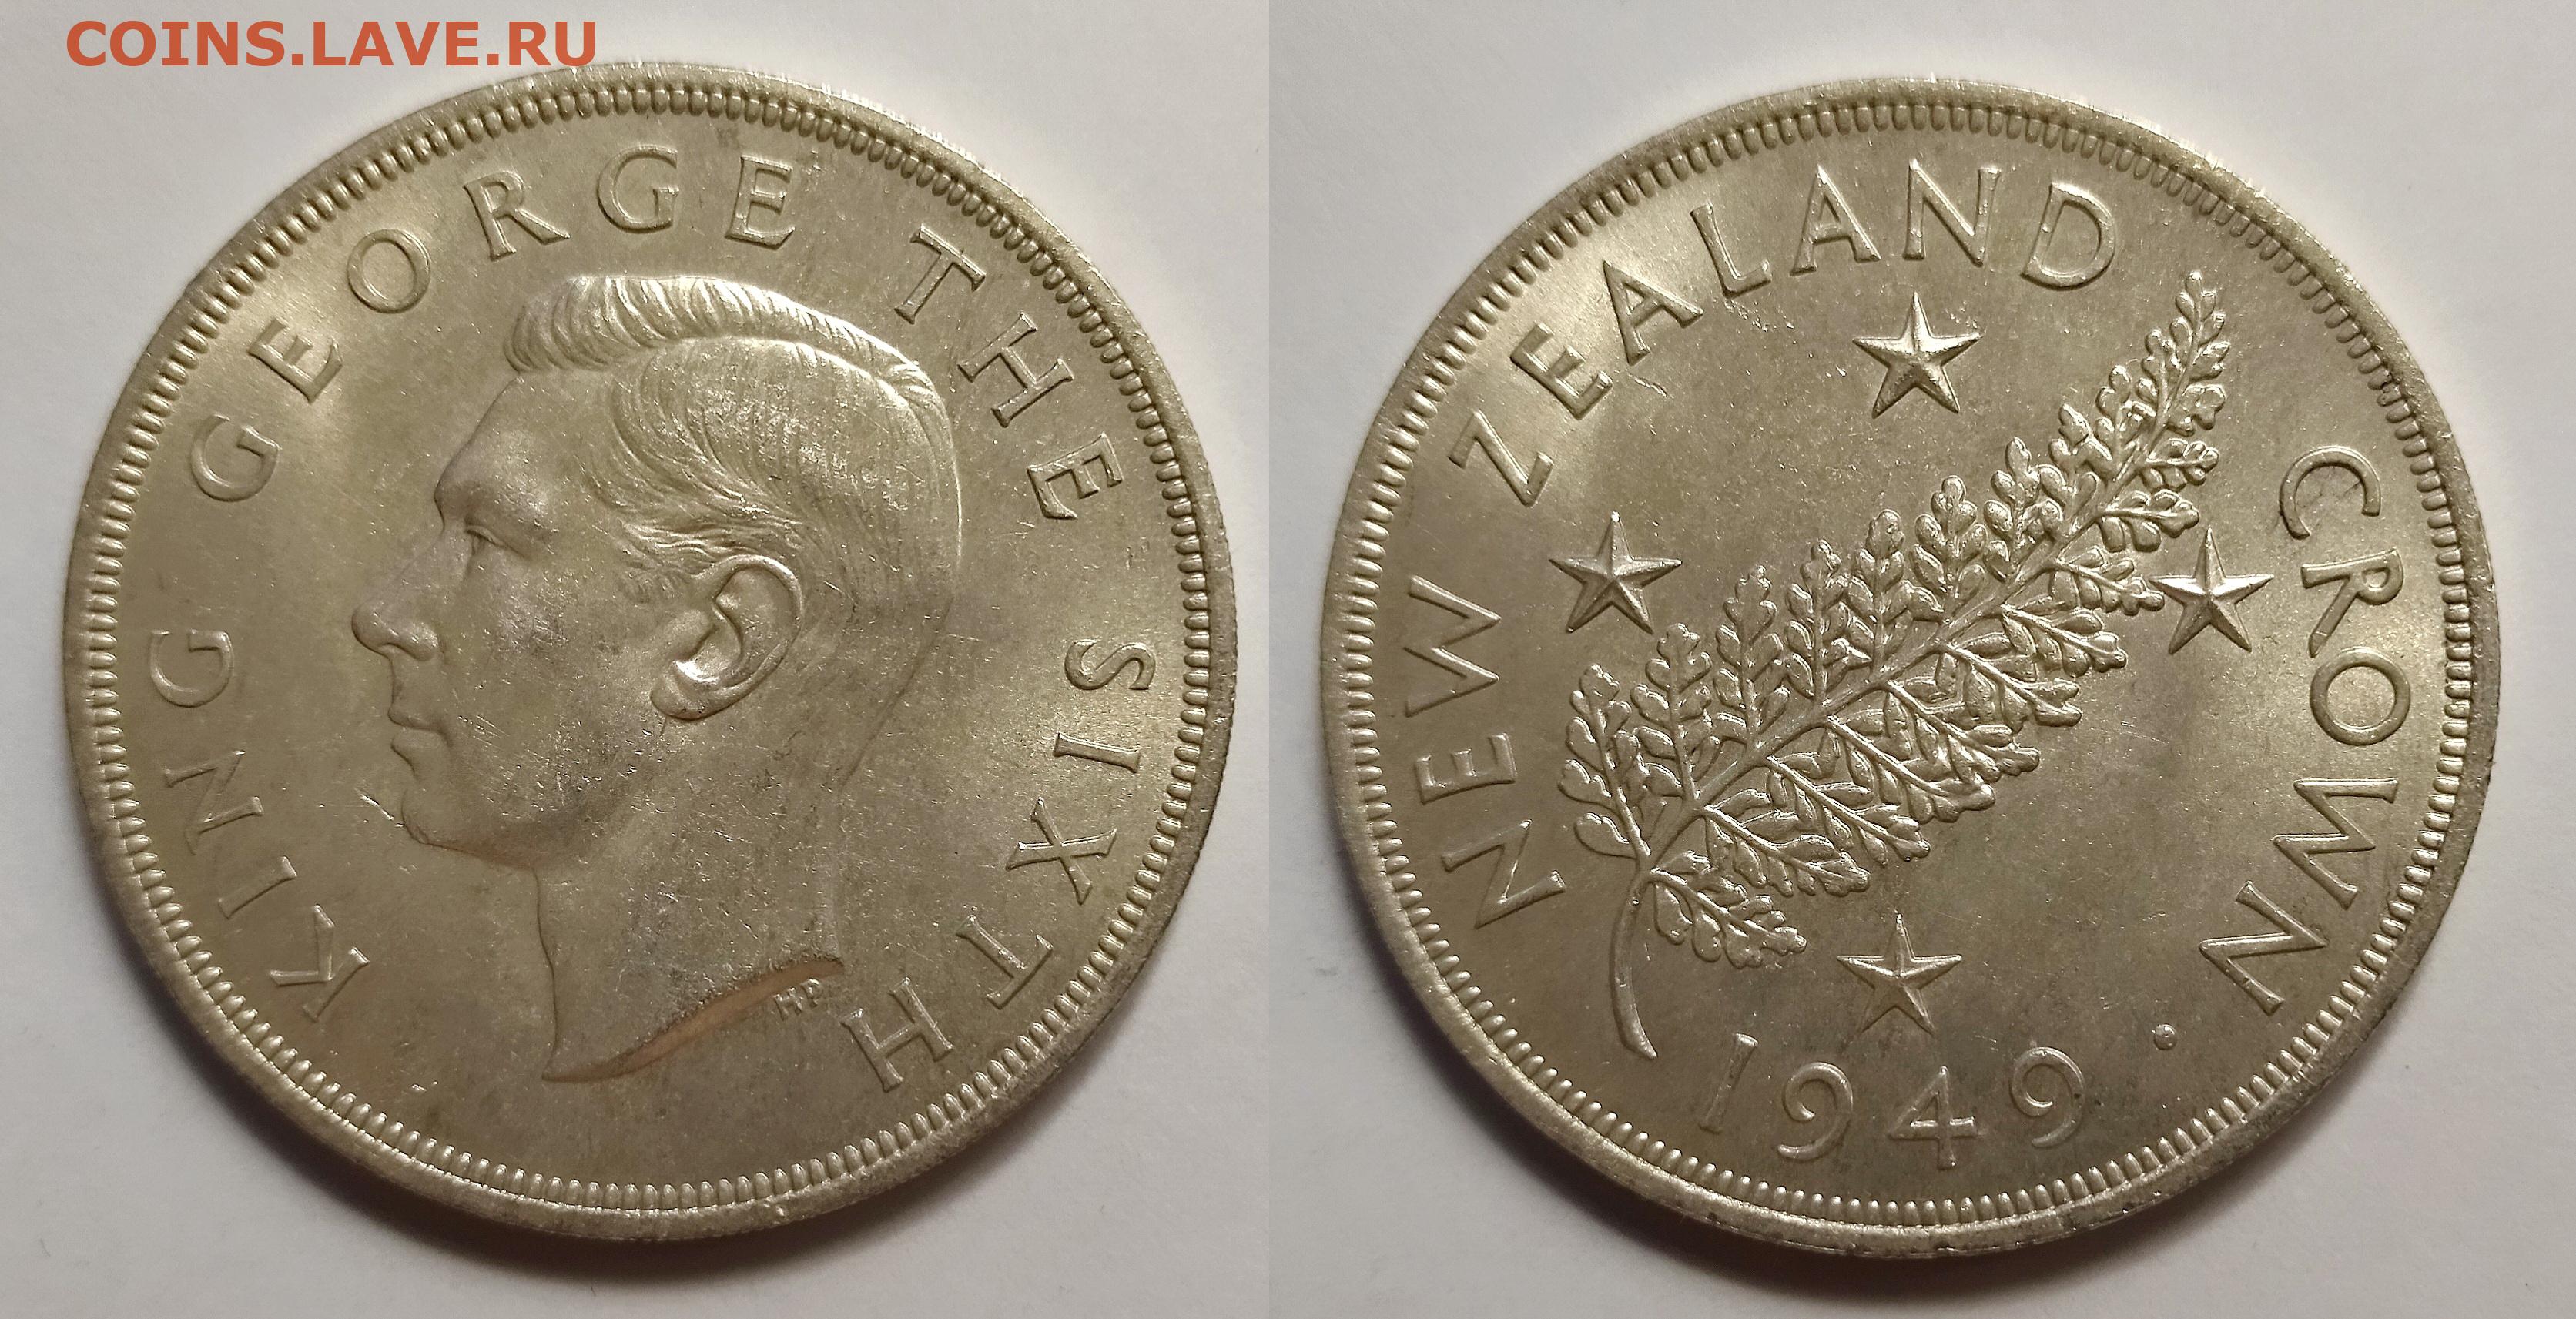 COINS.LAVE.RU
KING GEORGE THE SIXTH
HP
NEW ZEALAND CROWN
1949